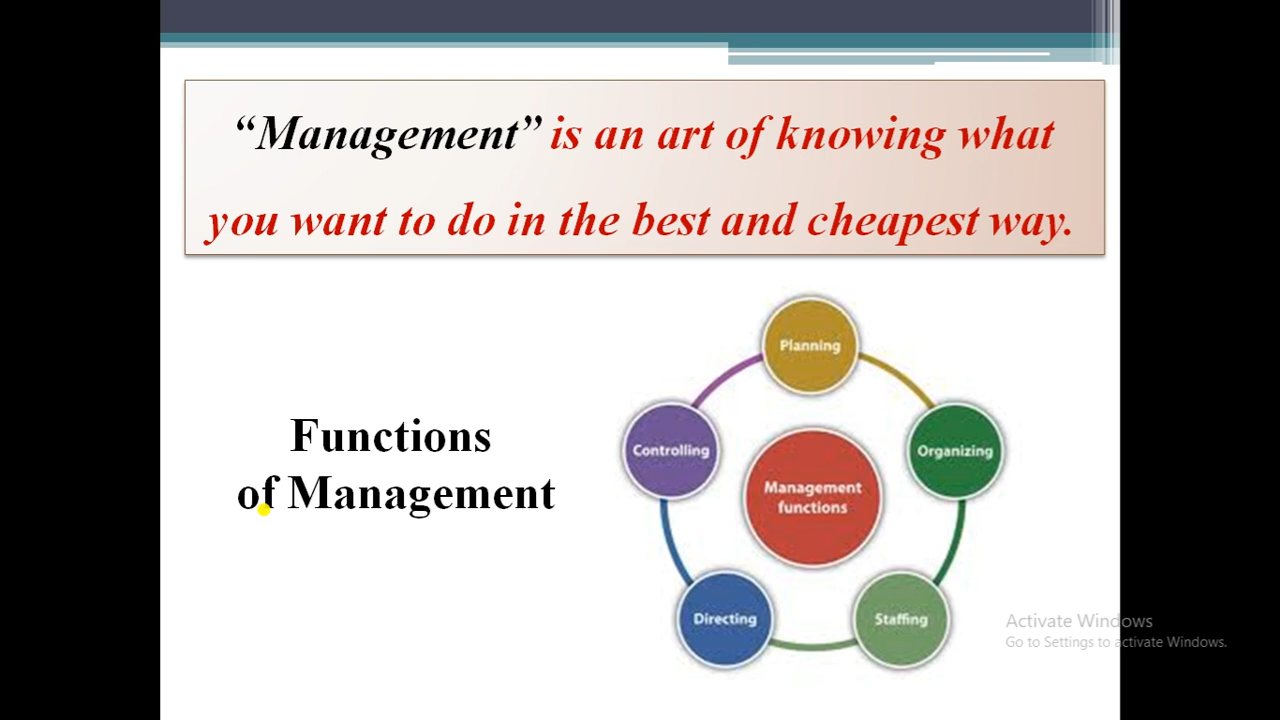 “Management” is an art of knowing what
you want to do in the best and cheapest way.
Functions
of Management
Planning
Controlling
Organizing
Management
functions
Directing
Staffing
Activate Windows
Go to Settings to activate Windows.